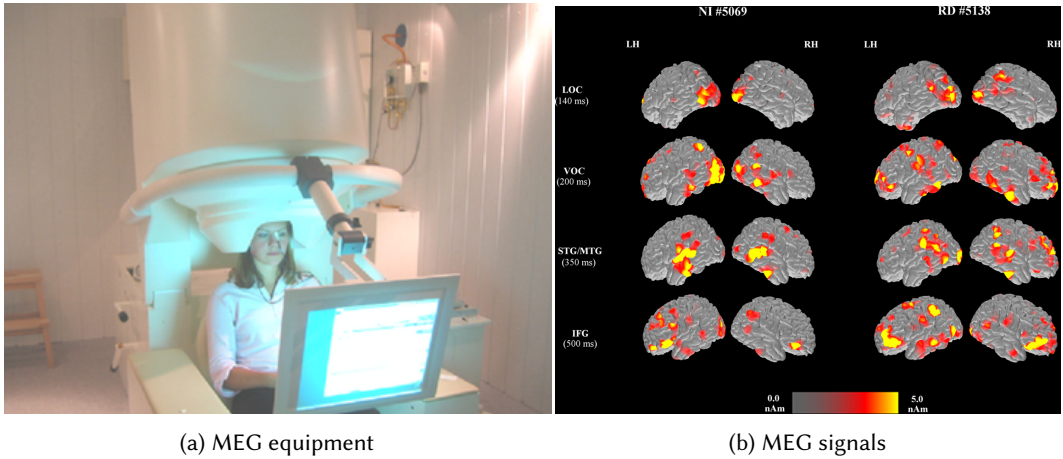 NI #5069
RD #5138
LH
RH
LH
RH
LOC
(140 ms)
VOC
(200 ms)
STG/MTG
(350 ms)
IFG
(500 ms)
0.0
nAm
5.0
nAm
(a) MEG equipment
(b) MEG signals